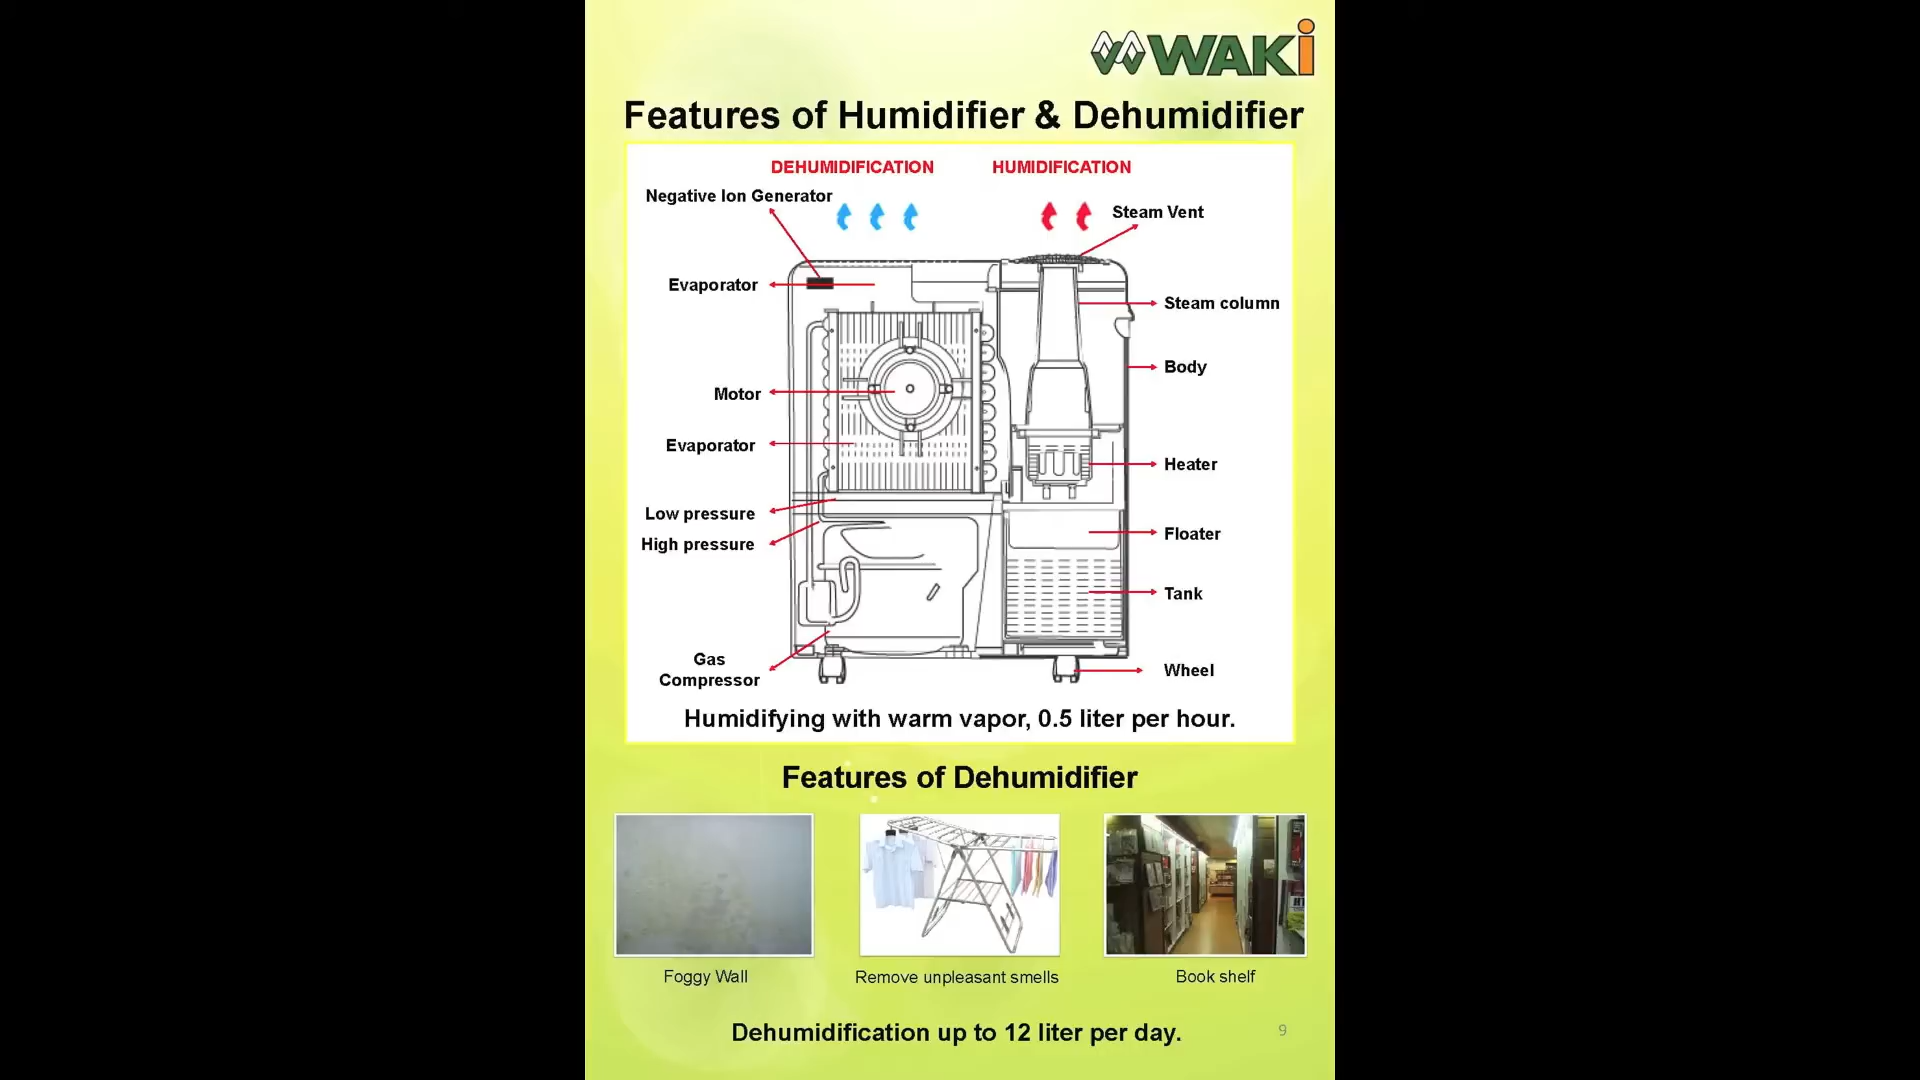 WAKi
Features of Humidifier & Dehumidifier
DEHUMIDIFICATION
HUMIDIFICATION
Negative Ion Generator
Steam Vent
Evaporator
Steam column
Body
Motor
Evaporator
Heater
Low pressure
Floater
High pressure
Tank
Gas
Compressor
Wheel
Humidifying with warm vapor, 0.5 liter per hour.
Features of Dehumidifier
Foggy Wall
Remove unpleasant smells
Book shelf
Dehumidification up to 12 liter per day.
9